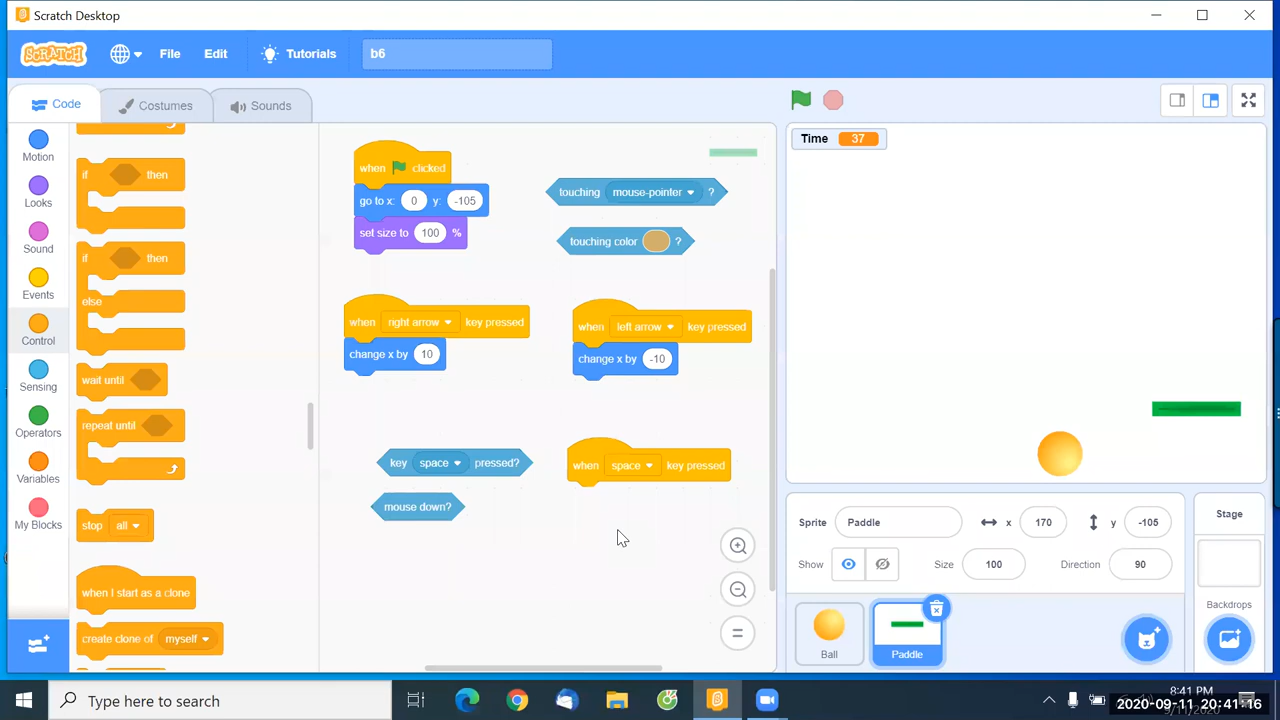 Scratch Desktop
SCRATCH File Edit Tutorials b6
Code Costumes Sounds
Motion
Looks
Sound
Events
Control
Sensing
Operators
Variables
My Blocks
if then
if then
else
wait until
repeat until
stop all
when I start as a clone
create clone of myself
when clicked
go to x: 0 y: -105
set size to 100 %
touching mouse-pointer ?
touching color ?
when right arrow key pressed
change x by 10
when left arrow key pressed
change x by -10
key space pressed?
mouse down?
when space key pressed
Time 37
Sprite Paddle x 170 y -105
Show Size 100 Direction 90
Ball
Paddle
Stage
Backdrops
Type here to search
8:41 PM
2020-09-11 20:41:16